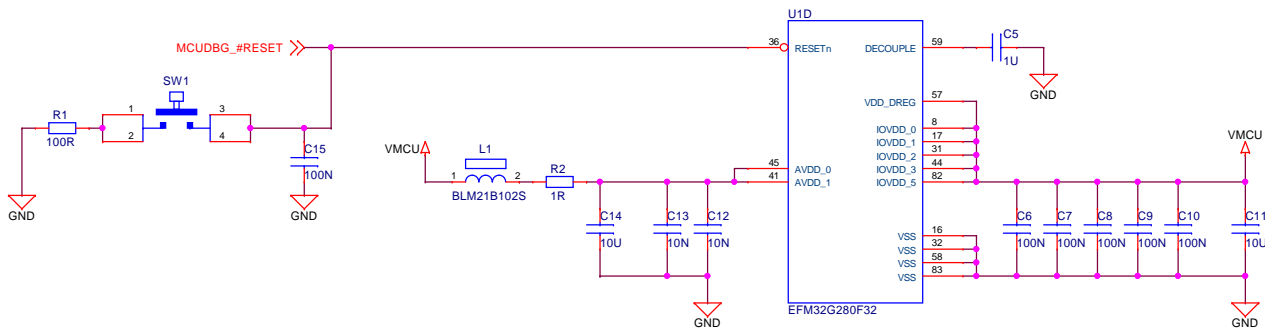 U1D
MCUDBG_#RESET
36
RESETn
DECOUPLE
59
C5
1U
GND
SW1
R1
100R
1
2
3
4
C15
100N
GND
GND
VMCU
L1
1
2
BLM21B102S
R2
1R
45
41
AVDD_0
AVDD_1
C14
10U
C13
10N
C12
10N
GND
VDD_DREG
57
IOVDD_0
8
IOVDD_1
17
IOVDD_2
31
IOVDD_3
44
IOVDD_5
82
VMCU
C6
100N
C7
100N
C8
100N
C9
100N
C10
100N
C11
10U
VSS
16
VSS
32
VSS
58
VSS
83
GND
EFM32G280F32